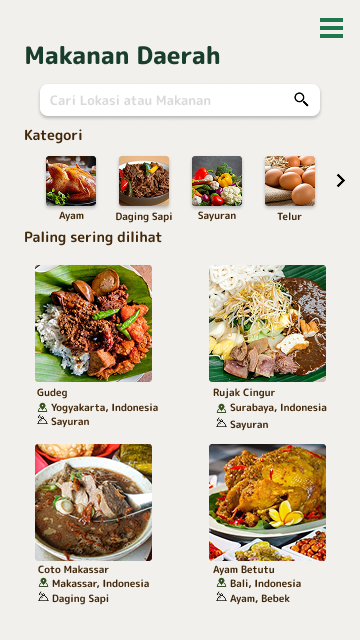 Makanan Daerah
Cari Lokasi atau Makanan
Kategori
Ayam
Daging Sapi
Sayuran
Telur
Paling sering dilihat
Gudeg
Yogyakarta, Indonesia
Sayuran
Rujak Cingur
Surabaya, Indonesia
Sayuran
Coto Makassar
Makassar, Indonesia
Daging Sapi
Ayam Betutu
Bali, Indonesia
Ayam, Bebek